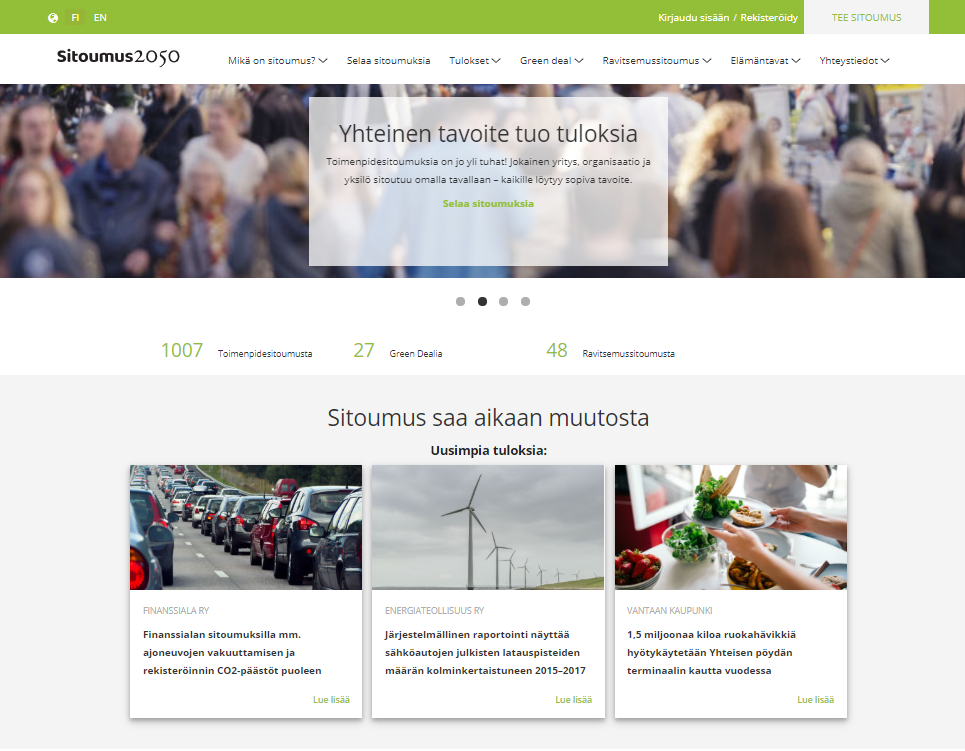 FI EN
Kirjaudu sisään / Rekisteröidy
TEE SITOUMUS
Sitoumus2050
Mikä on sitoumus?
Selaa sitoumuksia
Tulokset
Green deal
Ravitsemussitoumus
Elämäntavat
Yhteystiedot
Yhteinen tavoite tuo tuloksia
Toimenpidesitoumuksia on jo yli tuhat! Jokainen yritys, organisaatio ja
yksilö sitoutuu omalla tavallaan – kaikille löytyy sopiva tavoite.
Selaa sitoumuksia
1007 Toimenpidesitoumusta
27 Green Dealia
48 Ravitsemussitoumusta
Sitoumus saa aikaan muutosta
Uusimpia tuloksia:
FINANSSIALA RY
Finanssialan sitoumuksilla mm.
ajoneuvojen vakuuttamisen ja
rekisteröinnin CO2-päästöt puoleen
Lue lisää
ENERGIATEOLLISUUS RY
Järjestelmällinen raportointi näyttää
sähköautojen julkisten latauspisteiden
määrän kolminkertaistuneen 2015–2017
Lue lisää
VANTAAN KAUPUNKI
1,5 miljoonaa kiloa ruokahävikkiä
hyötykäytetään Yhteisen pöydän
terminaalin kautta vuodessa
Lue lisää